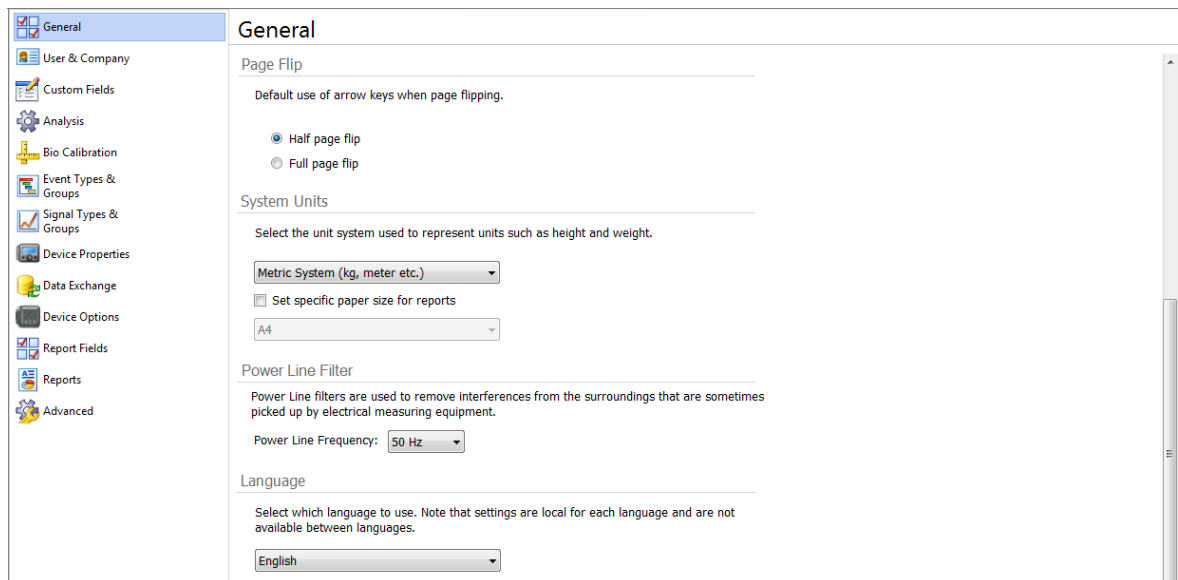 General
User & Company
Custom Fields
Analysis
Bio Calibration
Event Types &
Groups
Signal Types &
Groups
Device Properties
Data Exchange
Device Options
Report Fields
Reports
Advanced
General
Page Flip
Default use of arrow keys when page flipping.
Half page flip
Full page flip
System Units
Select the unit system used to represent units such as height and weight.
Metric System (kg, meter etc.)
Set specific paper size for reports
A4
Power Line Filter
Power Line filters are used to remove interferences from the surroundings that are sometimes
picked up by electrical measuring equipment.
Power Line Frequency: 50 Hz
Language
Select which language to use. Note that settings are local for each language and are not
available between languages.
English